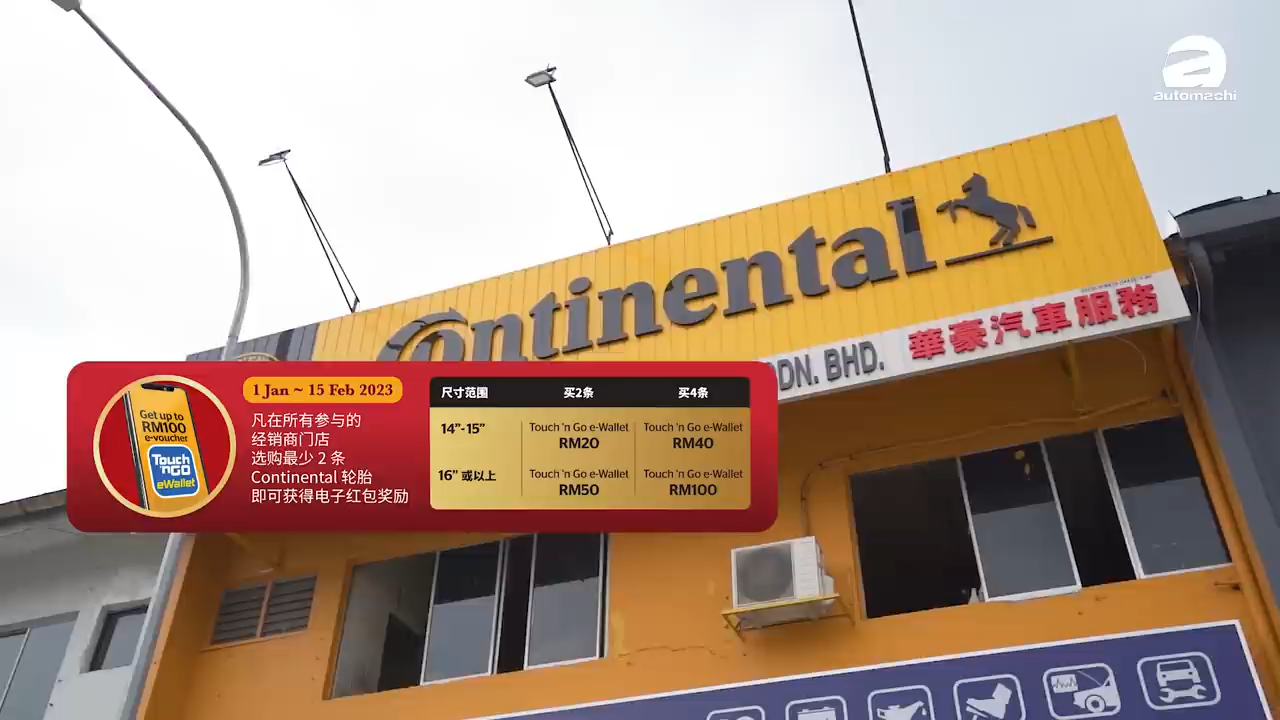 automachi
Continental
DN. BHD.
華豪汽車服務
1 Jan ~ 15 Feb 2023
凡在所有参与的
经销商门店
选购最少 2 条
Continental 轮胎
即可获得电子红包奖励
Get up to
RM100
e-voucher
Touch
'nGO
eWallet
尺寸范围 买2条 买4条
14”-15” Touch 'n Go e-Wallet RM20 Touch 'n Go e-Wallet RM40
16” 或以上 Touch 'n Go e-Wallet RM50 Touch 'n Go e-Wallet RM100